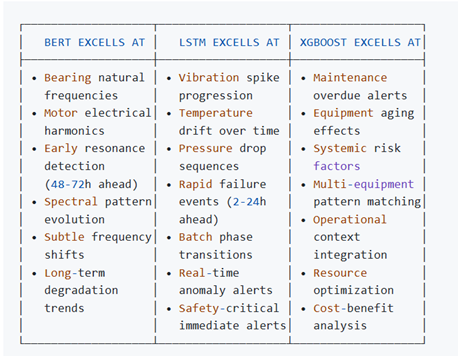 BERT EXCELLS AT
• Bearing natural
frequencies
• Motor electrical
harmonics
• Early resonance
detection
(48-72h ahead)
• Spectral pattern
evolution
• Subtle frequency
shifts
• Long-term
degradation
trends
LSTM EXCELLS AT
• Vibration spike
progression
• Temperature
drift over time
• Pressure drop
sequences
• Rapid failure
events (2-24h
ahead)
• Batch phase
transitions
• Real-time
anomaly alerts
• Safety-critical
immediate alerts
XGBOOST EXCELLS AT
• Maintenance
overdue alerts
• Equipment aging
effects
• Systemic risk
factors
• Multi-equipment
pattern matching
• Operational
context
integration
• Resource
optimization
• Cost-benefit
analysis